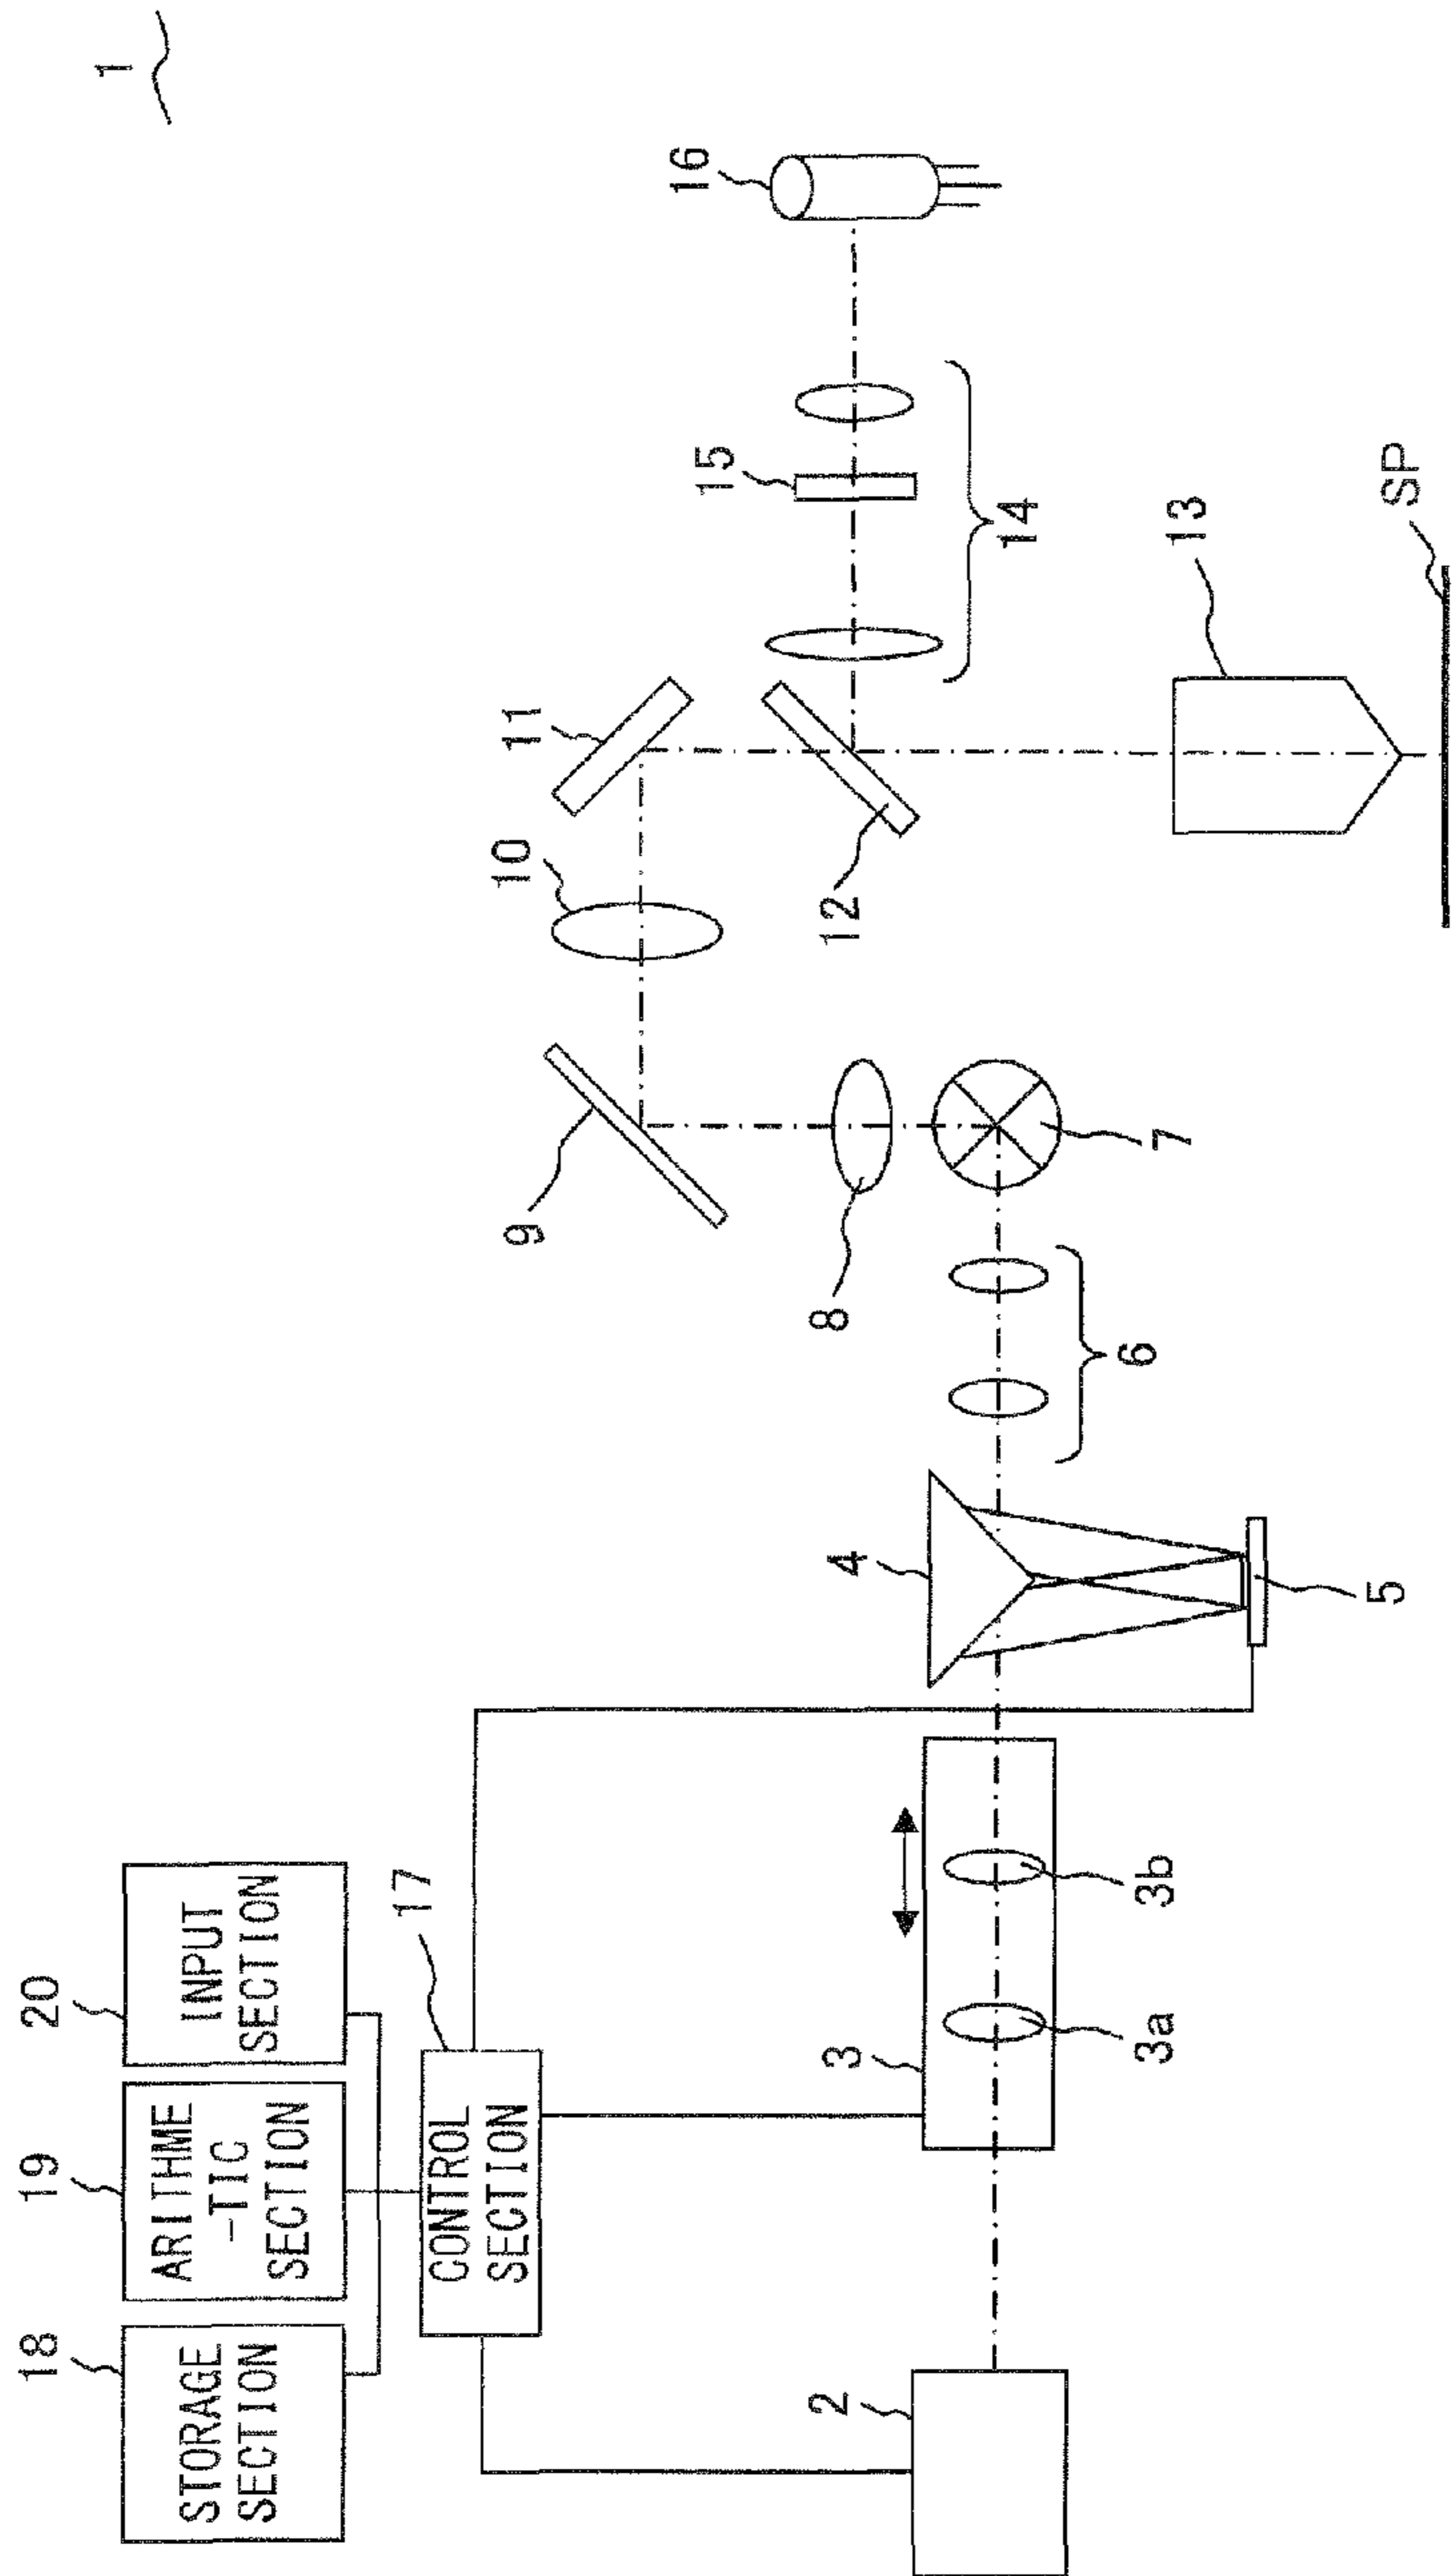 1
20
INPUT
SECTION
19
ARITHME
-TIC
SECTION
18
STORAGE
SECTION
17
CONTROL
SECTION
2
3
3a
3b
4
5
6
7
8
9
10
11
12
13
14
15
16
SP